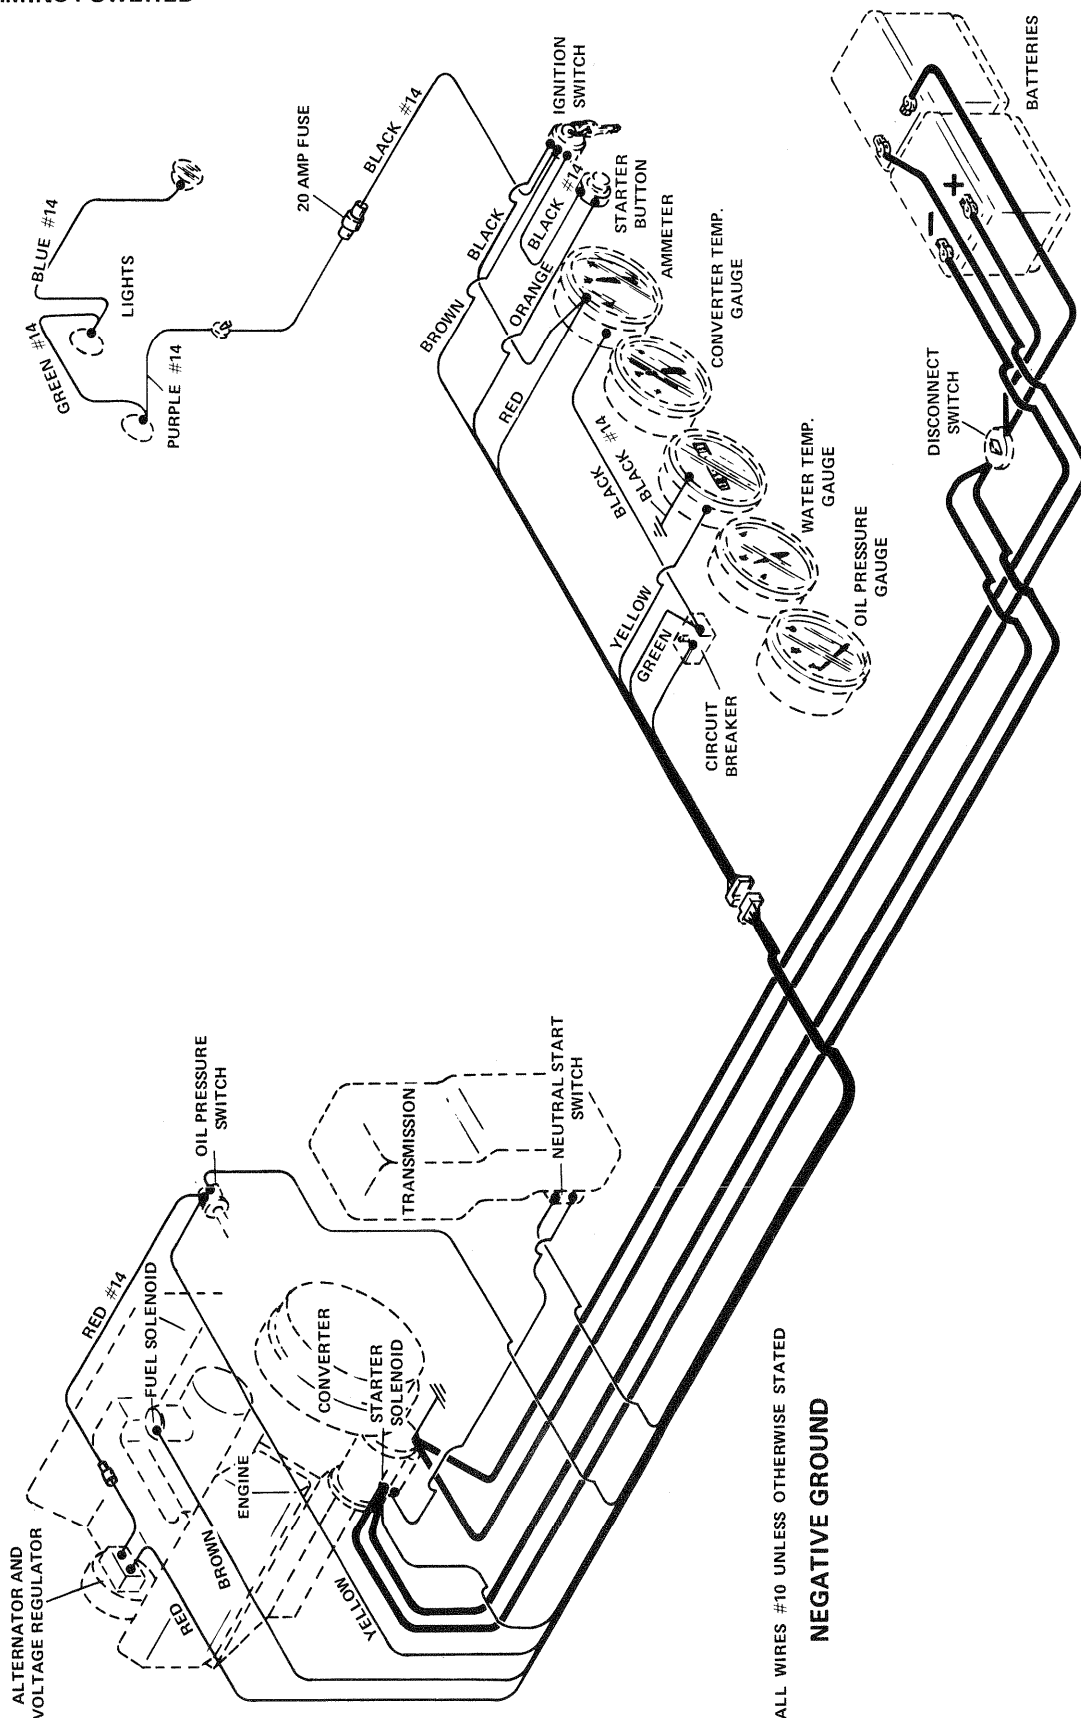 BLUE #14
GREEN #14
LIGHTS
PURPLE #14
20 AMP FUSE
BLACK #14
IGNITION
SWITCH
BLACK
BLACK #14
STARTER
BUTTON
BROWN
ORANGE
AMMETER
RED
CONVERTER TEMP.
GAUGE
BLACK
BLACK #14
WATER TEMP.
GAUGE
YELLOW
GREEN
OIL PRESSURE
GAUGE
CIRCUIT
BREAKER
BATTERIES
+
−
DISCONNECT
SWITCH
OIL PRESSURE
SWITCH
TRANSMISSION
NEUTRAL START
SWITCH
RED #14
FUEL SOLENOID
CONVERTER
STARTER
SOLENOID
ENGINE
ALTERNATOR AND
VOLTAGE REGULATOR
RED
BROWN
YELLOW
ALL WIRES #10 UNLESS OTHERWISE STATED
NEGATIVE GROUND